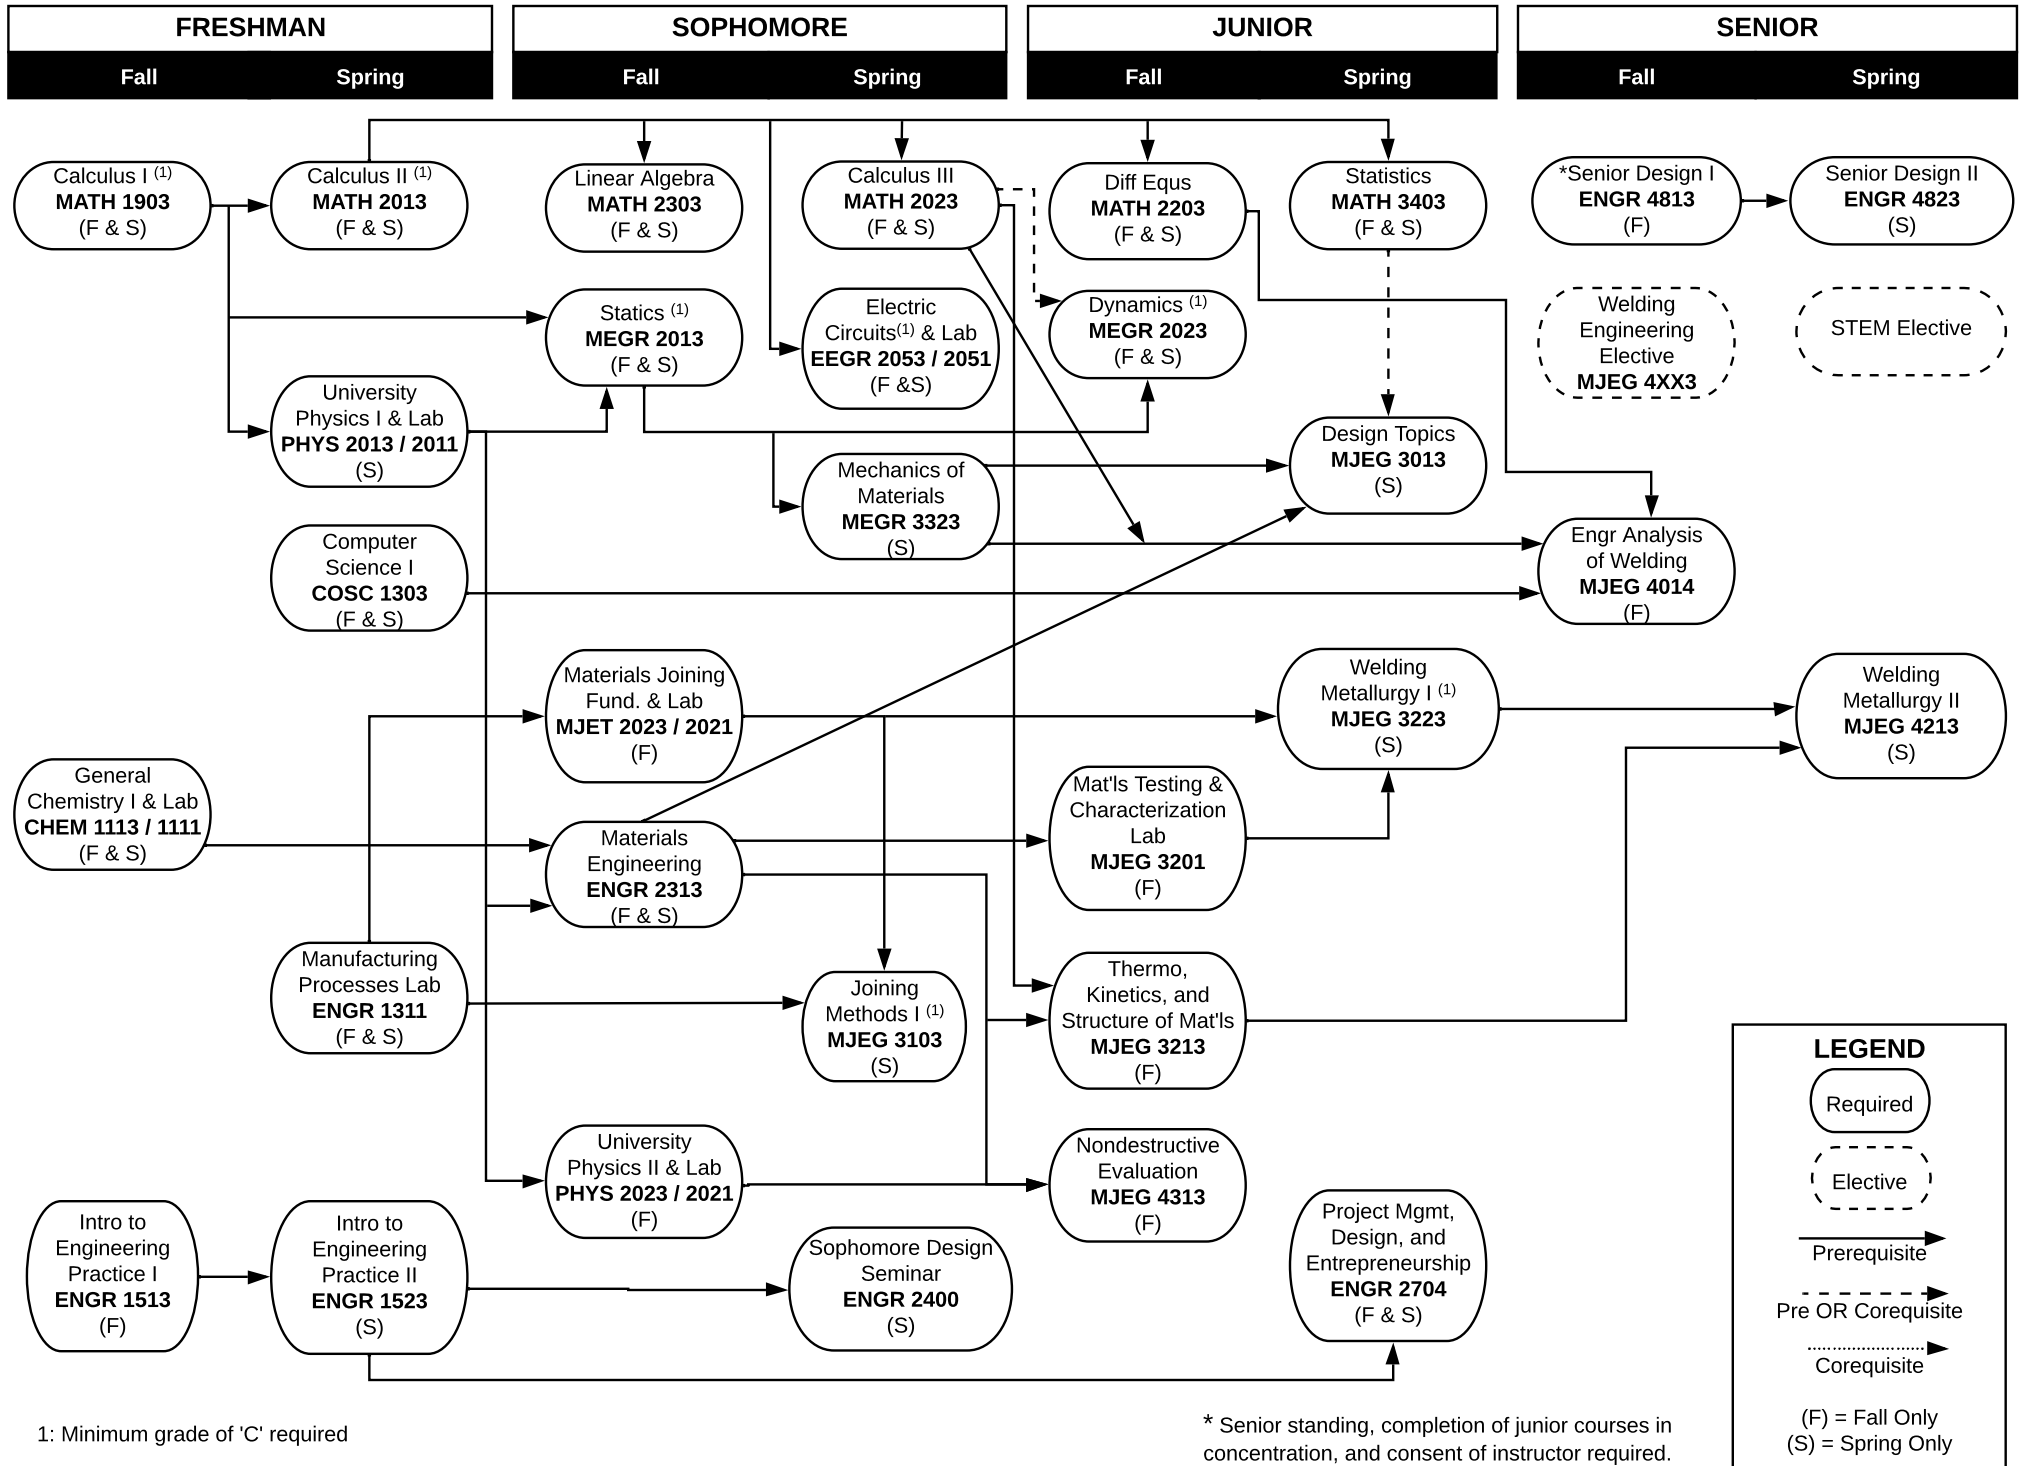 FRESHMAN
Fall
Spring
SOPHOMORE
Fall
Spring
JUNIOR
Fall
Spring
SENIOR
Fall
Spring
Calculus I (1)
MATH 1903
(F & S)
Calculus II (1)
MATH 2013
(F & S)
Linear Algebra
MATH 2303
(F & S)
Calculus III
MATH 2023
(F & S)
Diff Equs
MATH 2203
(F & S)
Statistics
MATH 3403
(F & S)
*Senior Design I
ENGR 4813
(F)
Senior Design II
ENGR 4823
(S)
Statics (1)
MEGR 2013
(F & S)
Electric
Circuits(1) & Lab
EEGR 2053 / 2051
(F &S)
Dynamics (1)
MEGR 2023
(F & S)
Welding
Engineering
Elective
MJEG 4XX3
STEM Elective
University
Physics I & Lab
PHYS 2013 / 2011
(S)
Mechanics of
Materials
MEGR 3323
(S)
Design Topics
MJEG 3013
(S)
Computer
Science I
COSC 1303
(F & S)
Engr Analysis
of Welding
MJEG 4014
(F)
Materials Joining
Fund. & Lab
MJET 2023 / 2021
(F)
Welding
Metallurgy I (1)
MJEG 3223
(S)
Welding
Metallurgy II
MJEG 4213
(S)
General
Chemistry I & Lab
CHEM 1113 / 1111
(F & S)
Materials
Engineering
ENGR 2313
(F & S)
Mat'ls Testing &
Characterization
Lab
MJEG 3201
(F)
Manufacturing
Processes Lab
ENGR 1311
(F & S)
Joining
Methods I (1)
MJEG 3103
(S)
Thermo,
Kinetics, and
Structure of Mat'ls
MJEG 3213
(F)
University
Physics II & Lab
PHYS 2023 / 2021
(F)
Nondestructive
Evaluation
MJEG 4313
(F)
Intro to
Engineering
Practice I
ENGR 1513
(F)
Intro to
Engineering
Practice II
ENGR 1523
(S)
Sophomore Design
Seminar
ENGR 2400
(S)
Project Mgmt,
Design, and
Entrepreneurship
ENGR 2704
(F & S)
LEGEND
Required
Elective
Prerequisite
Pre OR Corequisite
Corequisite
(F) = Fall Only
(S) = Spring Only
1: Minimum grade of 'C' required
* Senior standing, completion of junior courses in
concentration, and consent of instructor required.